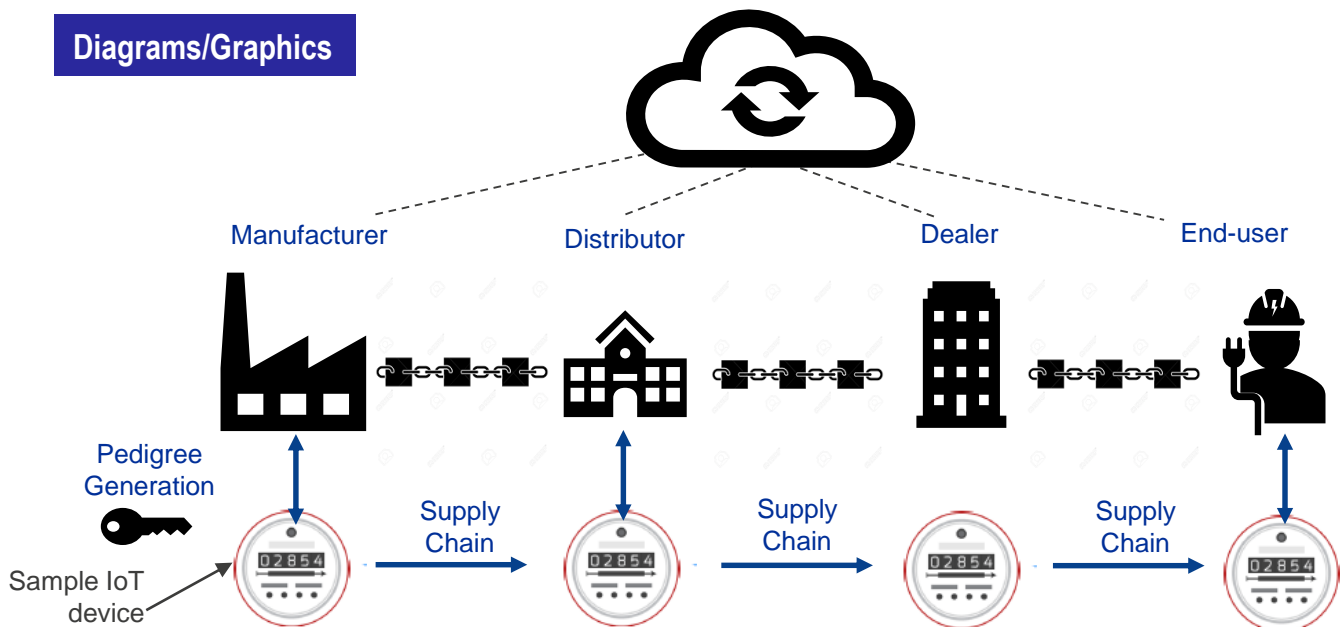 Diagrams/Graphics
Manufacturer
Distributor
Dealer
End-user
Pedigree
Generation
Supply
Chain
Supply
Chain
Supply
Chain
02854
02854
02854
02854
Sample IoT
device